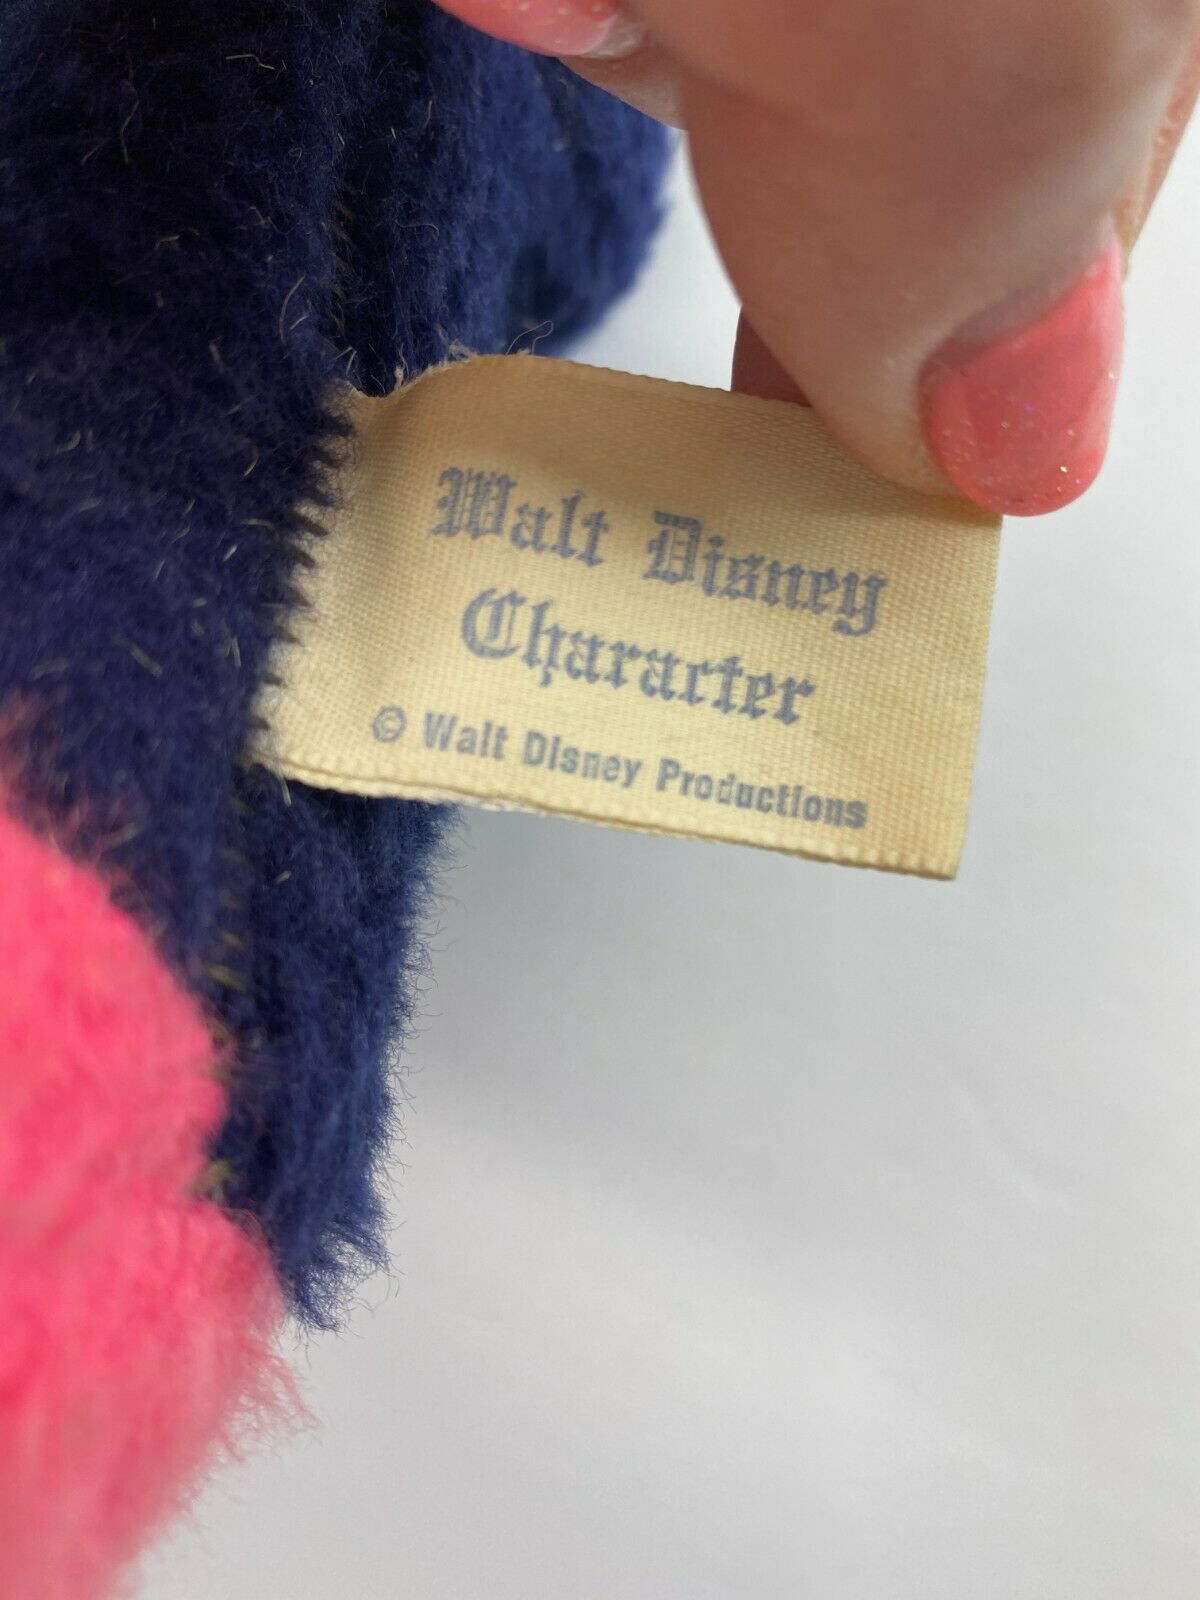 Walt Disney
Character
© Walt Disney Productions